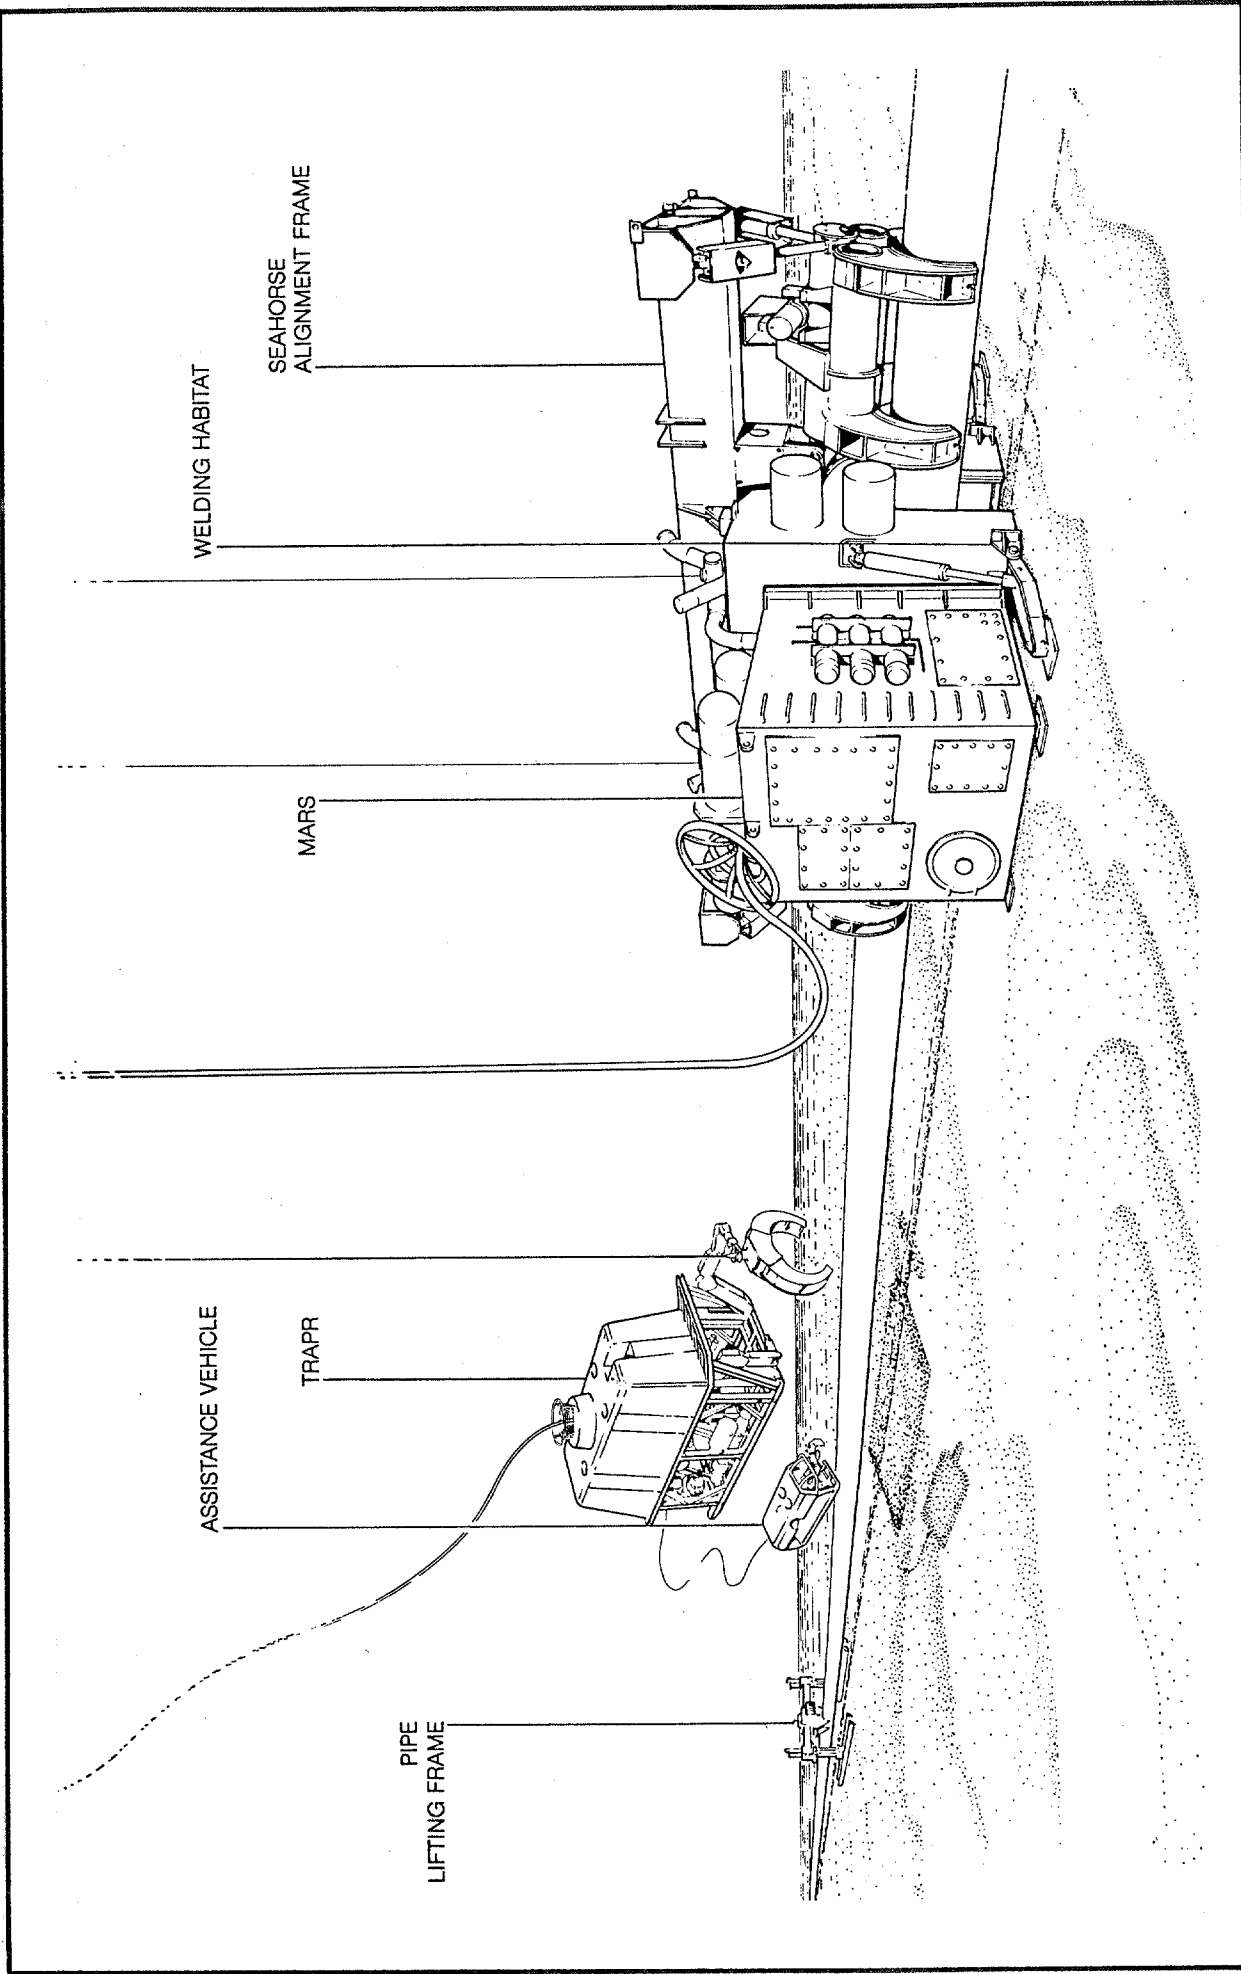 PIPE
LIFTING FRAME
ASSISTANCE VEHICLE
TRAPR
MARS
WELDING HABITAT
SEAHORSE
ALIGNMENT FRAME